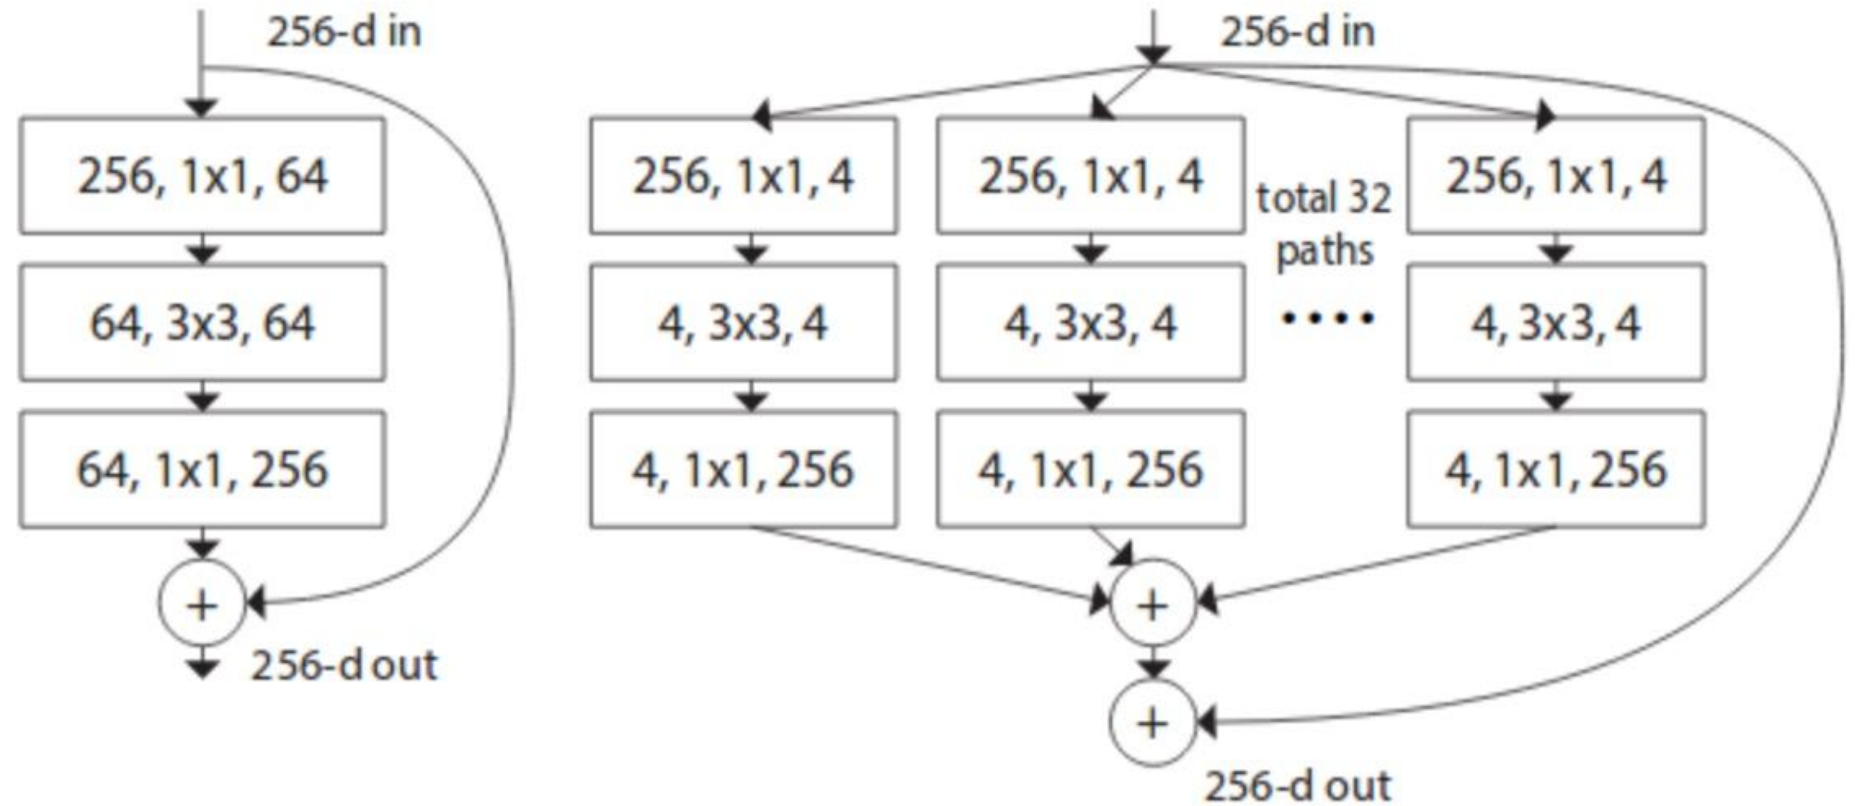 256-d in
256, 1x1, 64
64, 3x3, 64
64, 1x1, 256
+
256-d out
256-d in
256, 1x1, 4
256, 1x1, 4
total 32
paths
256, 1x1, 4
4, 3x3, 4
4, 3x3, 4
....
4, 3x3, 4
4, 1x1, 256
4, 1x1, 256
4, 1x1, 256
+
+
256-d out